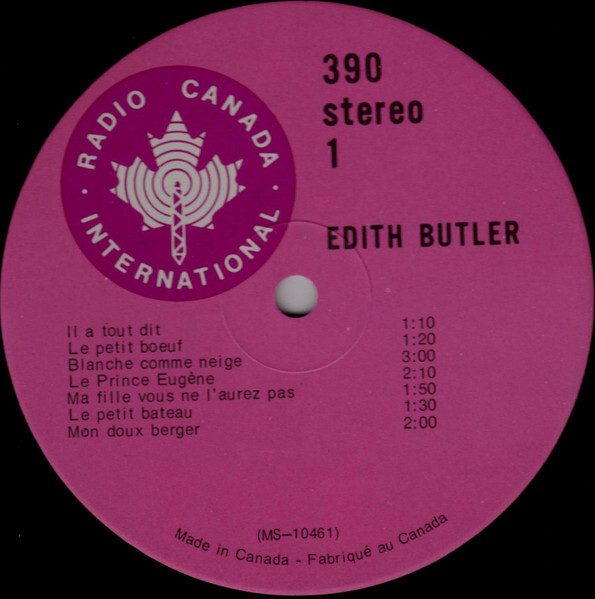 RADIO CANADA
INTERNATIONAL
390
stereo
1
EDITH BUTLER
Il a tout dit 1:10
Le petit boeuf 1:20
Blanche comme neige 3:00
Le Prince Eugène 2:10
Ma fille vous ne l'aurez pas 1:50
Le petit bateau 1:30
Mon doux berger 2:00
(MS—10461)
Made in Canada - Fabriqué au Canada